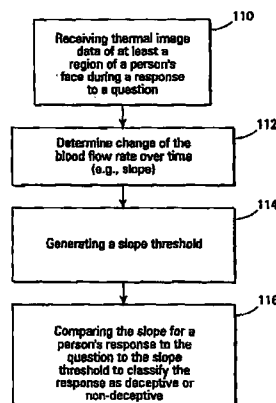 110
Receiving thermal image
data of at least a
region of a person's
face during a response
to a question
112
Determine change of the
blood flow rate over time
(e.g., slope)
114
Generating a slope threshold
116
Comparing the slope for a
person's response to the
question to the slope
threshold to classify the
response as deceptive or
non-deceptive